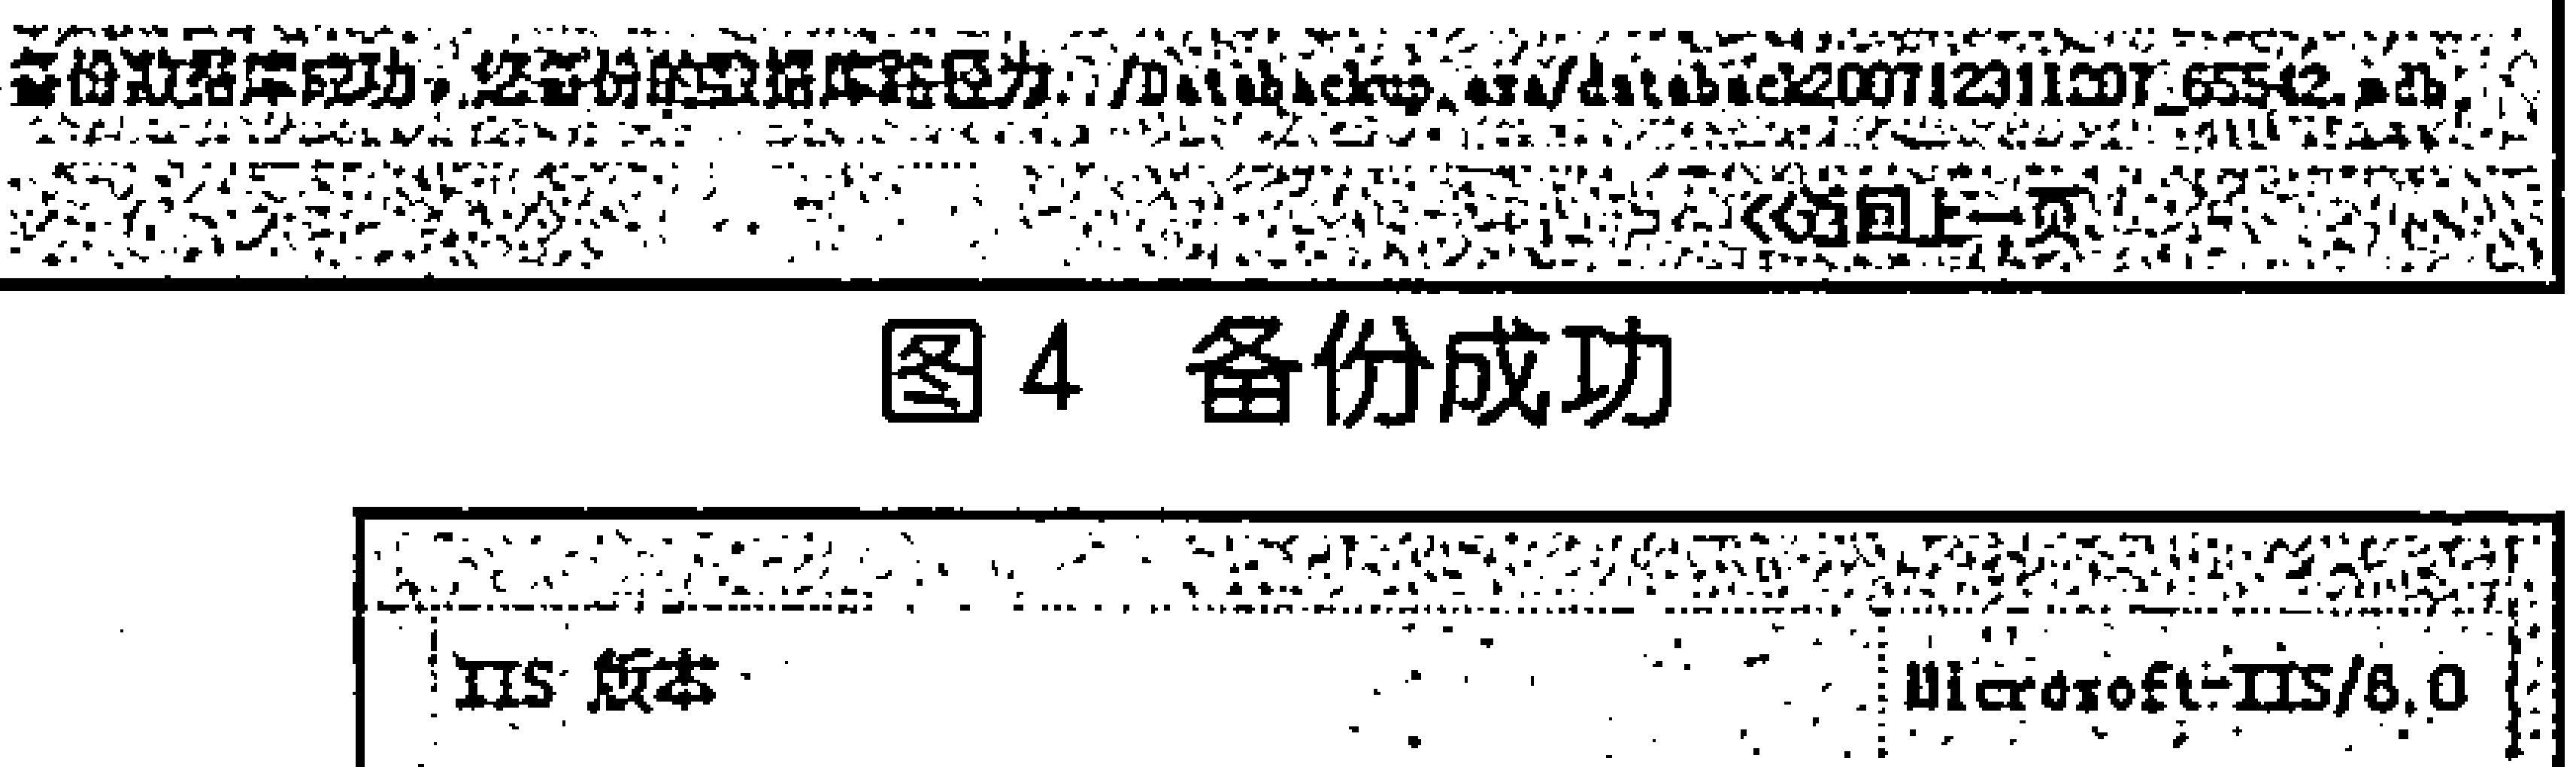 备份数据库成功,经备份的数据库路径为../Databackup.asa/databack200712311207_65542.mdb.
《返回上一页
图4 备份成功
IIS 版本 Microsoft-IIS/6.0